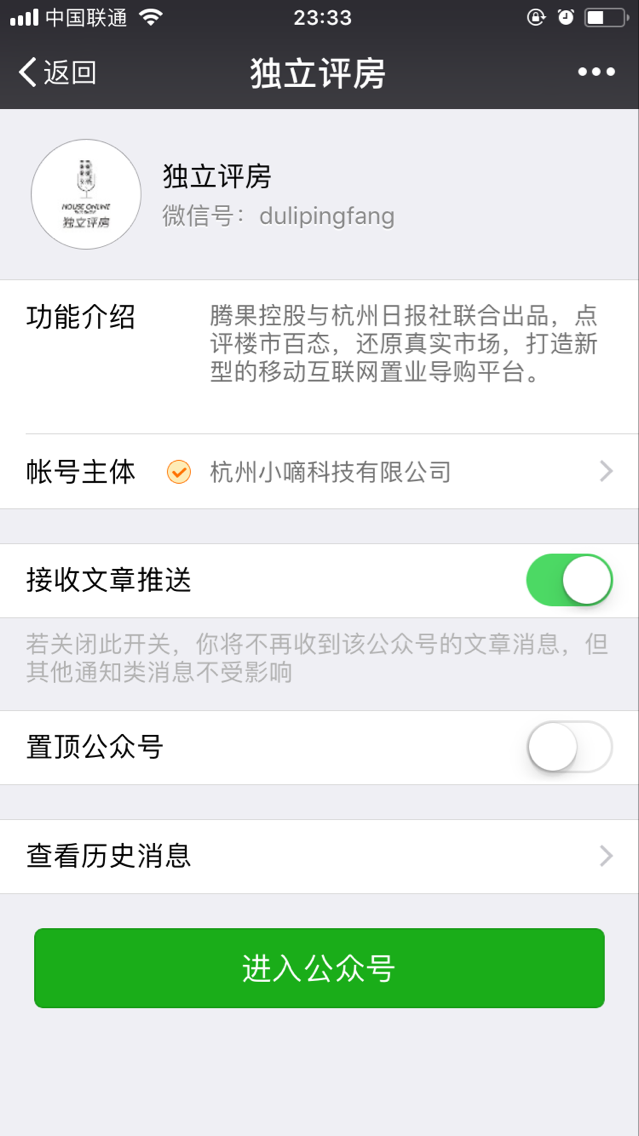 中国联通
23:33
返回
独立评房
HOUSE ONLINE
独立评房
独立评房
微信号：dulipingfang
功能介绍
腾果控股与杭州日报社联合出品，点
评楼市百态，还原真实市场，打造新
型的移动互联网置业导购平台。
帐号主体
杭州小嘀科技有限公司
接收文章推送
若关闭此开关，你将不再收到该公众号的文章消息，但
其他通知类消息不受影响
置顶公众号
查看历史消息
进入公众号